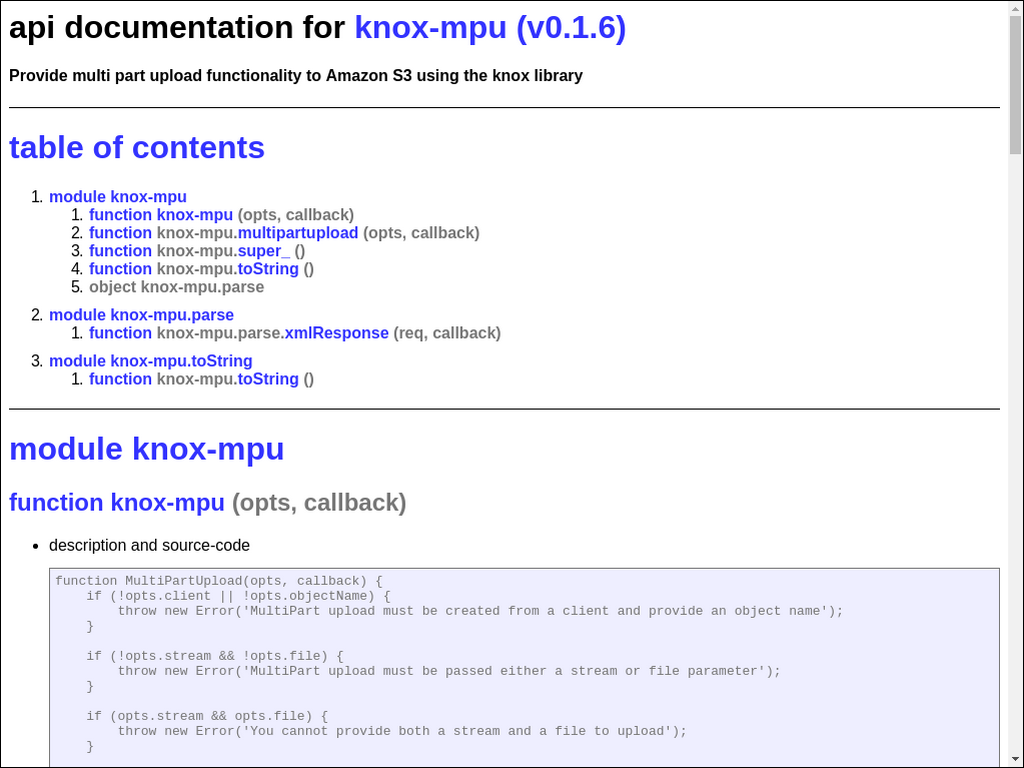 api documentation for knox-mpu (v0.1.6)
Provide multi part upload functionality to Amazon S3 using the knox library
table of contents
1. module knox-mpu
1. function knox-mpu (opts, callback)
2. function knox-mpu.multipartupload (opts, callback)
3. function knox-mpu.super_ ()
4. function knox-mpu.toString ()
5. object knox-mpu.parse
2. module knox-mpu.parse
1. function knox-mpu.parse.xmlResponse (req, callback)
3. module knox-mpu.toString
1. function knox-mpu.toString ()
module knox-mpu
function knox-mpu (opts, callback)
• description and source-code
function MultiPartUpload(opts, callback) {
    if (!opts.client || !opts.objectName) {
        throw new Error('MultiPart upload must be created from a client and provide an object name');
    }
    if (!opts.stream && !opts.file) {
        throw new Error('MultiPart upload must be passed either a stream or file parameter');
    }
    if (opts.stream && opts.file) {
        throw new Error('You cannot provide both a stream and a file to upload');
    }